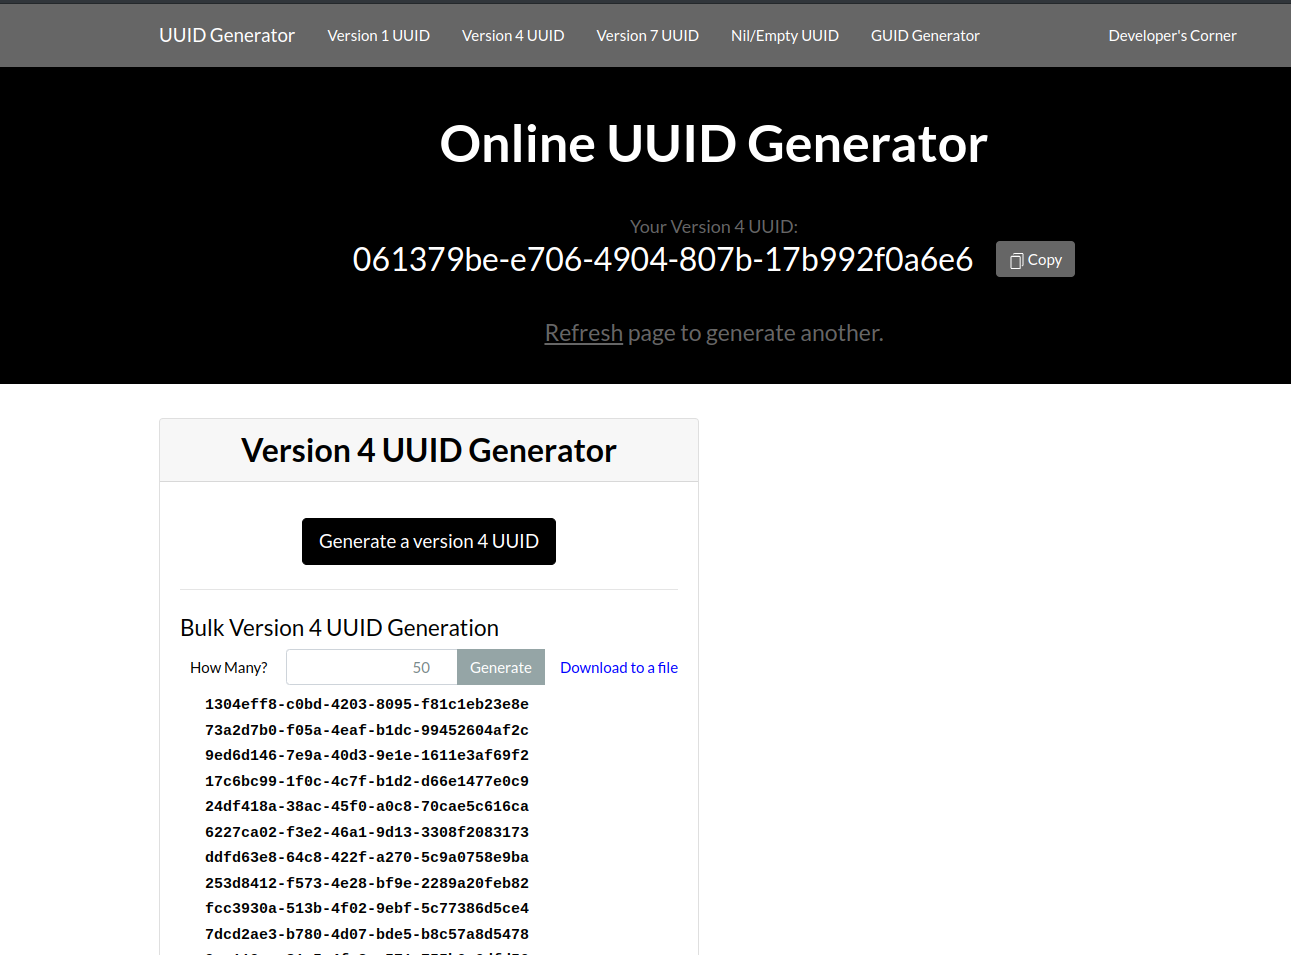 UUID Generator Version 1 UUID Version 4 UUID Version 7 UUID Nil/Empty UUID GUID Generator Developer's Corner
Online UUID Generator
Your Version 4 UUID:
061379be-e706-4904-807b-17b992f0a6e6 Copy
Refresh page to generate another.
Version 4 UUID Generator
Generate a version 4 UUID
Bulk Version 4 UUID Generation
How Many? 50 Generate Download to a file
1304eff8-c0bd-4203-8095-f81c1eb23e8e
73a2d7b0-f05a-4eaf-b1dc-99452604af2c
9ed6d146-7e9a-40d3-9e1e-1611e3af69f2
17c6bc99-1f0c-4c7f-b1d2-d66e1477e0c9
24df418a-38ac-45f0-a0c8-70cae5c616ca
6227ca02-f3e2-46a1-9d13-3308f2083173
ddfd63e8-64c8-422f-a270-5c9a0758e9ba
253d8412-f573-4e28-bf9e-2289a20feb82
fcc3930a-513b-4f02-9ebf-5c77386d5ce4
7dcd2ae3-b780-4d07-bde5-b8c57a8d5478